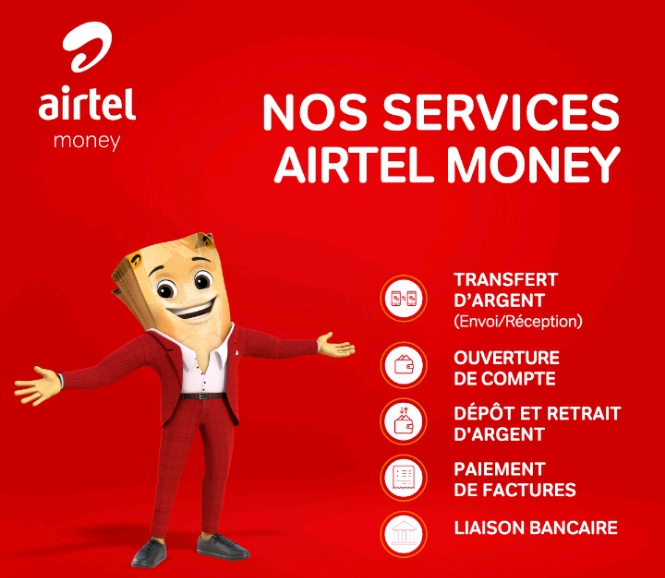 airtel
money
NOS SERVICES
AIRTEL MONEY
TRANSFERT
D'ARGENT
(Envoi/Réception)
OUVERTURE
DE COMPTE
DÉPÔT ET RETRAIT
D'ARGENT
PAIEMENT
DE FACTURES
LIAISON BANCAIRE